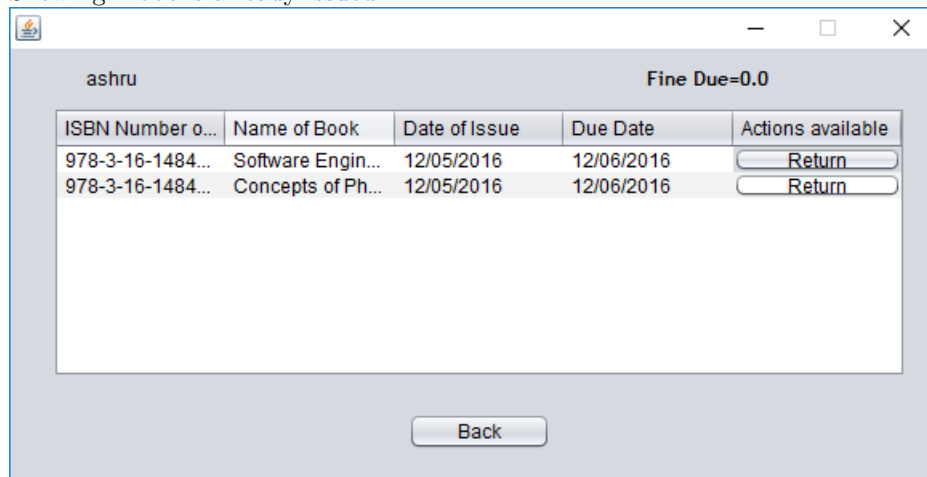 ashru Fine Due=0.0
ISBN Number o... Name of Book Date of Issue Due Date Actions available
978-3-16-1484... Software Engin... 12/05/2016 12/06/2016 Return
978-3-16-1484... Concepts of Ph... 12/05/2016 12/06/2016 Return
Back